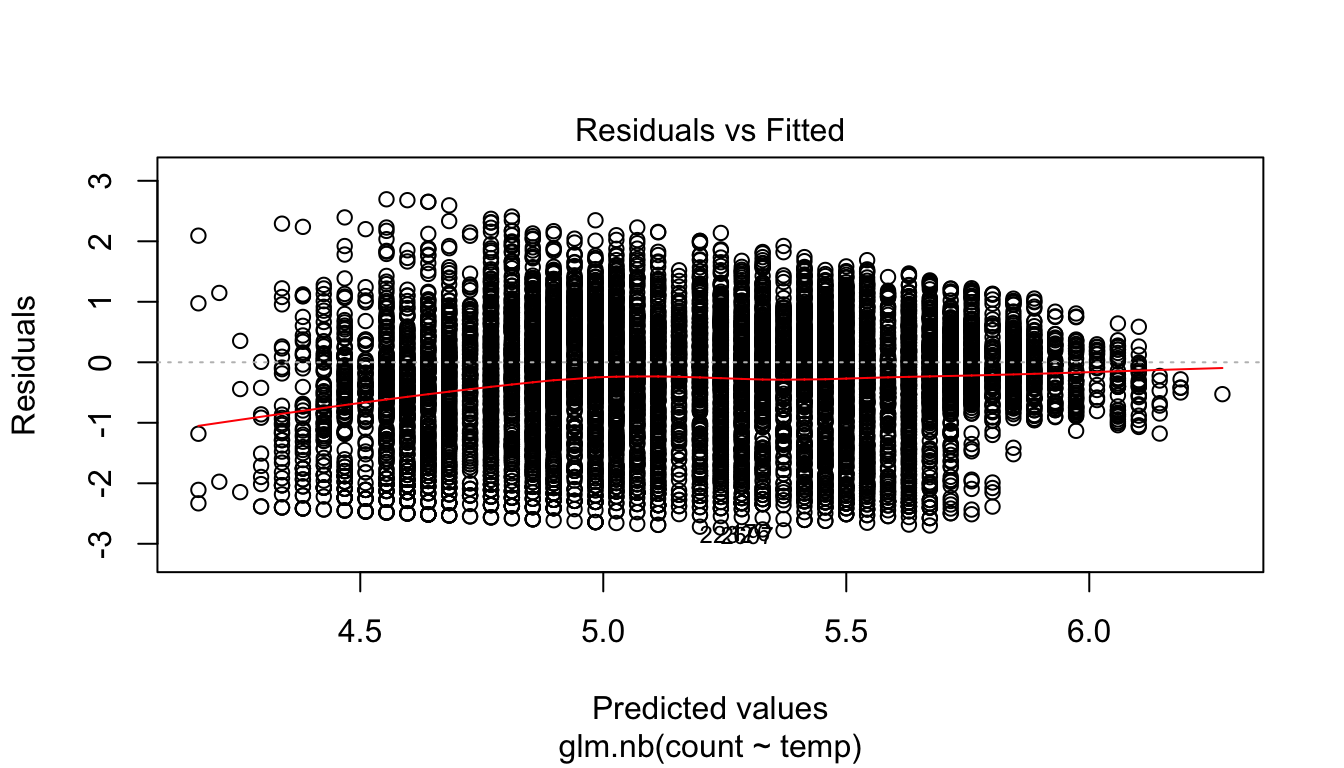 Residuals vs Fitted
Residuals
3
2
1
0
-1
-2
-3
4.5 5.0 5.5 6.0
Predicted values
glm.nb(count ~ temp)